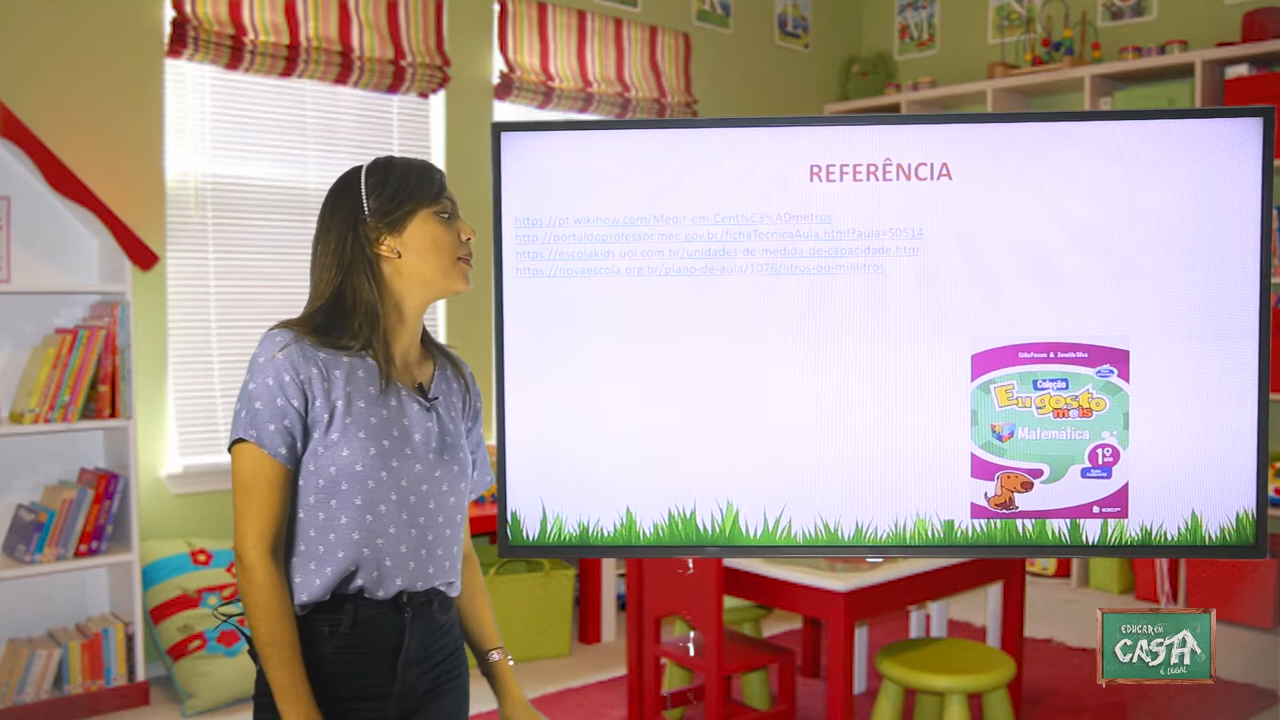 REFERÊNCIA
https://pt.wikihow.com/Medir-em-Cent%C3%ADmetros
http://portaldoprofessor.mec.gov.br/fichaTecnicaAula.html?aula=50514
https://escolakids.uol.com.br/unidades-de-medida-de-capacidade.htm
https://novaescola.org.br/plano-de-aula/1076/litros-ou-mililitros
Coleção
Eu gosto
mais
Matemática
1º
ano
EDUCAR EM
CASA
É LEGAL